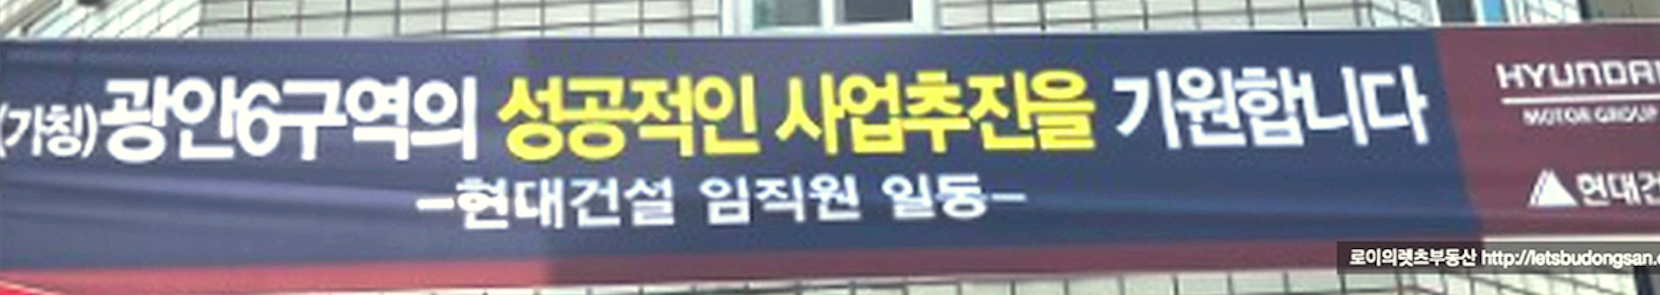 (가칭)광안6구역의 성공적인 사업추진을 기원합니다
-현대건설 임직원 일동-
HYUNDAI
MOTOR GROUP
현대건
로이의렛츠부동산 http://letsbudongsan.c